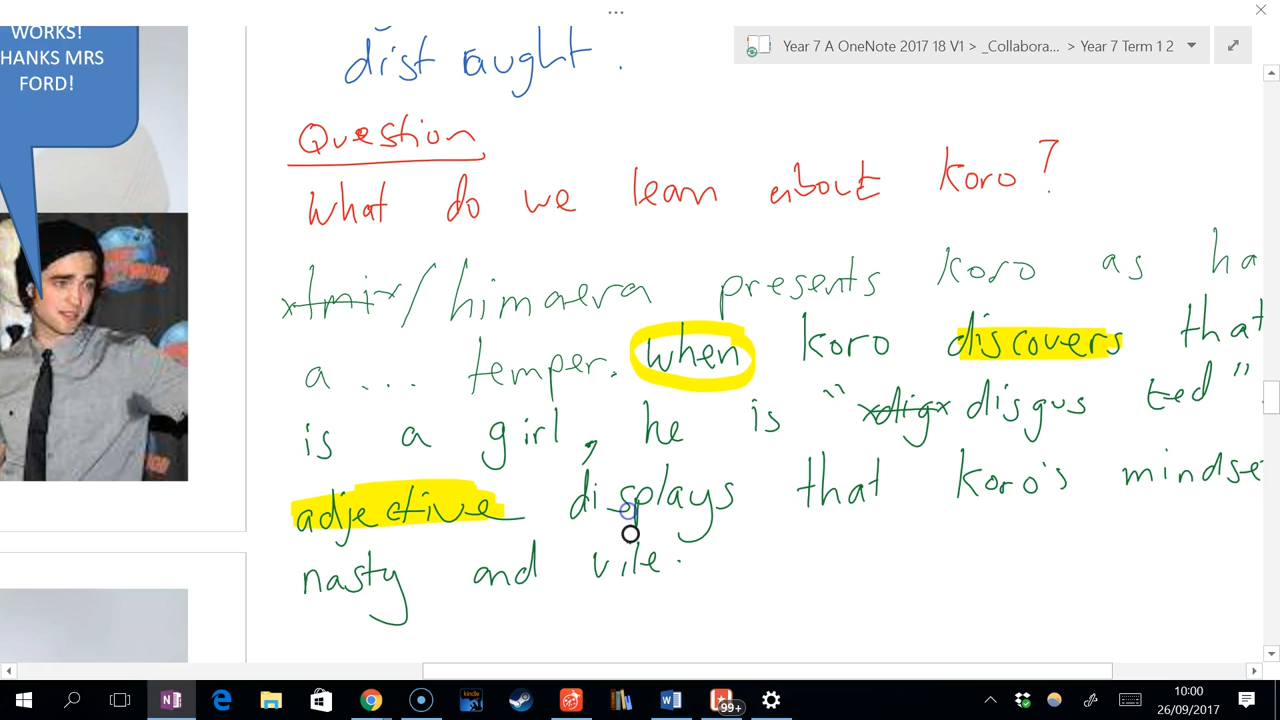 WORKS!
HANKS MRS
FORD!
Year 7 A OneNote 2017 18 V1 > _Collabora... > Year 7 Term 1 2
distraught.
Question
What do we learn about Koro?
/himaera presents Koro as ha
a ... temper. when Koro discovers that
is a girl, he is "disgusted"
adjective displays that Koro's mindse
nasty and vile.
kindle
99+
10:00
26/09/2017